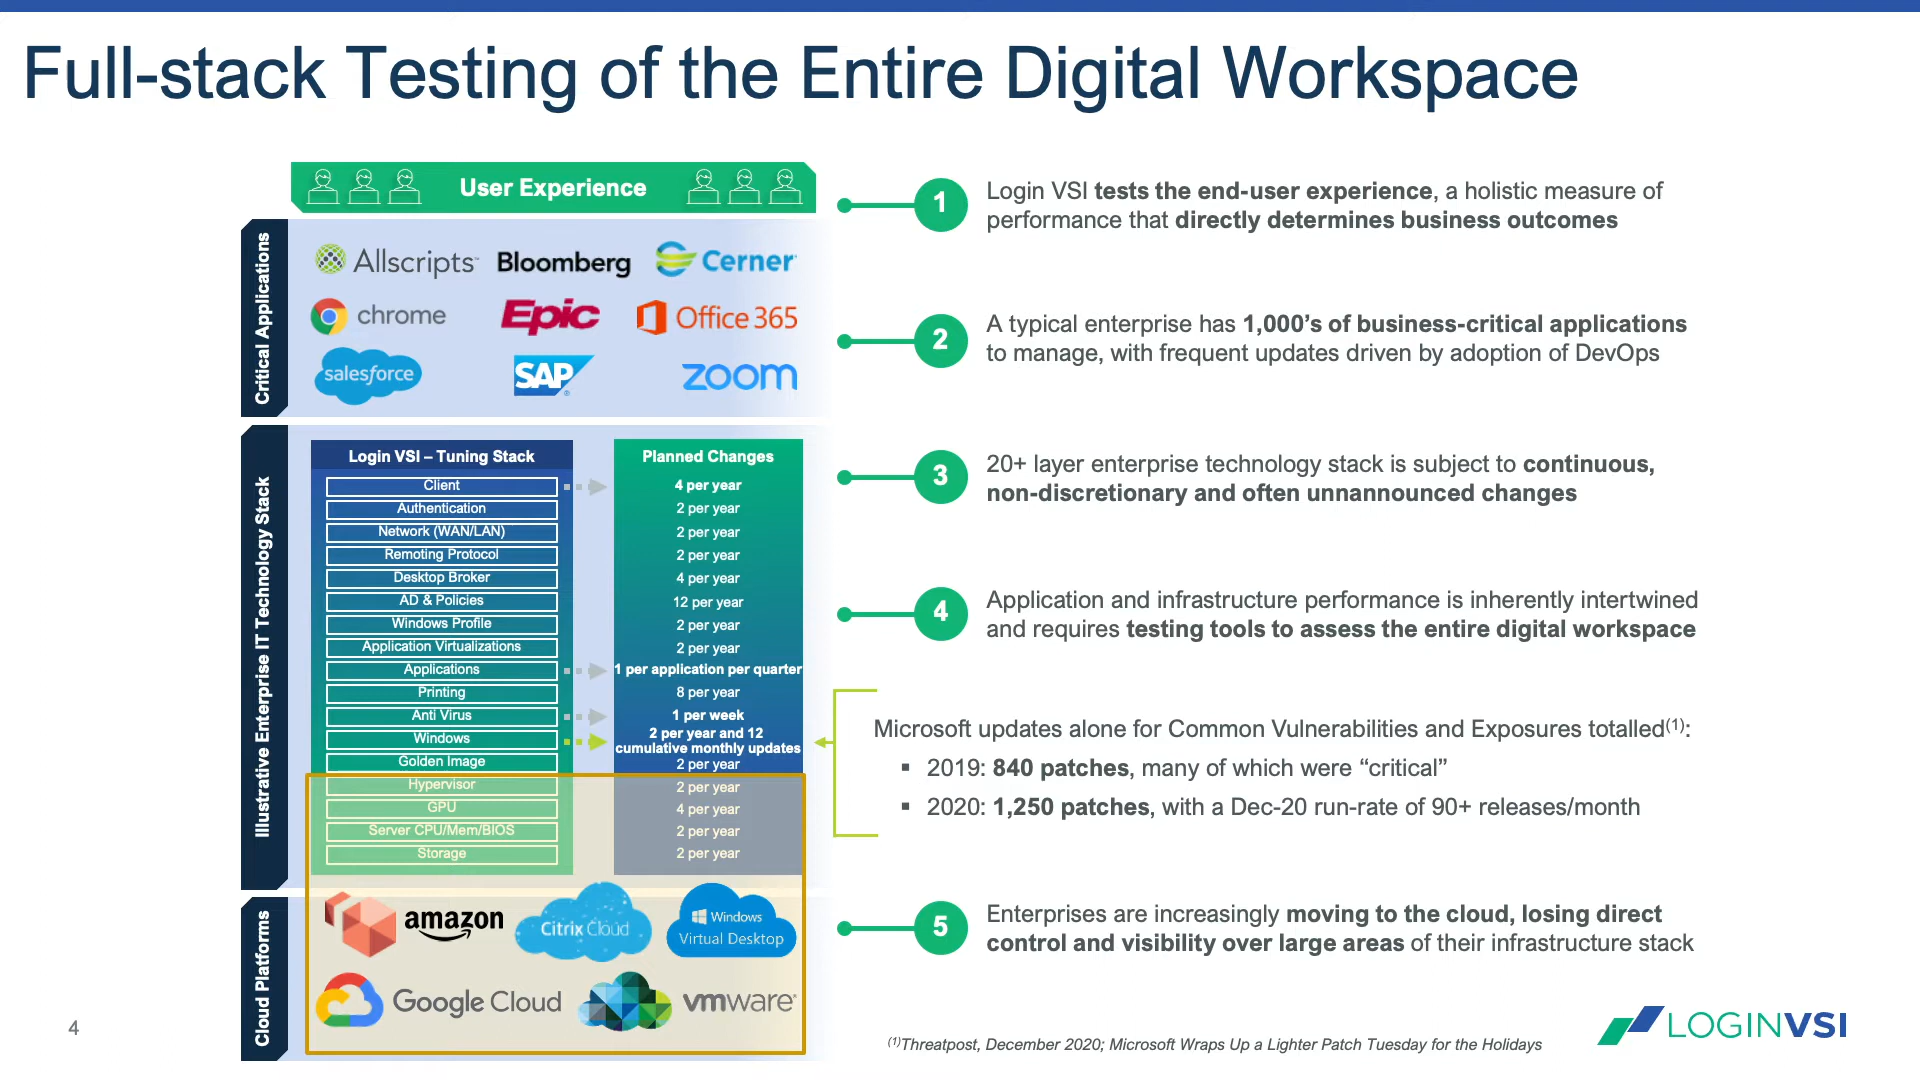 Full-stack Testing of the Entire Digital Workspace
User Experience
Critical Applications
Allscripts™ Bloomberg Cerner
chrome Epic Office 365
salesforce SAP® zoom
1
Login VSI tests the end-user experience, a holistic measure of
performance that directly determines business outcomes
2
A typical enterprise has 1,000’s of business-critical applications
to manage, with frequent updates driven by adoption of DevOps
Illustrative Enterprise IT Technology Stack
Login VSI – Tuning Stack Planned Changes
Client 4 per year
Authentication 2 per year
Network (WAN/LAN) 2 per year
Remoting Protocol 2 per year
Desktop Broker 4 per year
AD & Policies 12 per year
Windows Profile 2 per year
Application Virtualizations 2 per year
Applications 1 per application per quarter
Printing 8 per year
Anti Virus 1 per week
Windows 2 per year and 12
cumulative monthly updates
Golden Image 2 per year
Hypervisor 2 per year
GPU 4 per year
Server CPU/Mem/BIOS 2 per year
Storage 2 per year
3
20+ layer enterprise technology stack is subject to continuous,
non-discretionary and often unnannounced changes
4
Application and infrastructure performance is inherently intertwined
and requires testing tools to assess the entire digital workspace
Microsoft updates alone for Common Vulnerabilities and Exposures totalled(1):
▪ 2019: 840 patches, many of which were “critical”
▪ 2020: 1,250 patches, with a Dec-20 run-rate of 90+ releases/month
Cloud Platforms
amazon Citrix Cloud Windows
Virtual Desktop
Google Cloud vmware®
5
Enterprises are increasingly moving to the cloud, losing direct
control and visibility over large areas of their infrastructure stack
4
(1)Threatpost, December 2020; Microsoft Wraps Up a Lighter Patch Tuesday for the Holidays
LOGINVSI